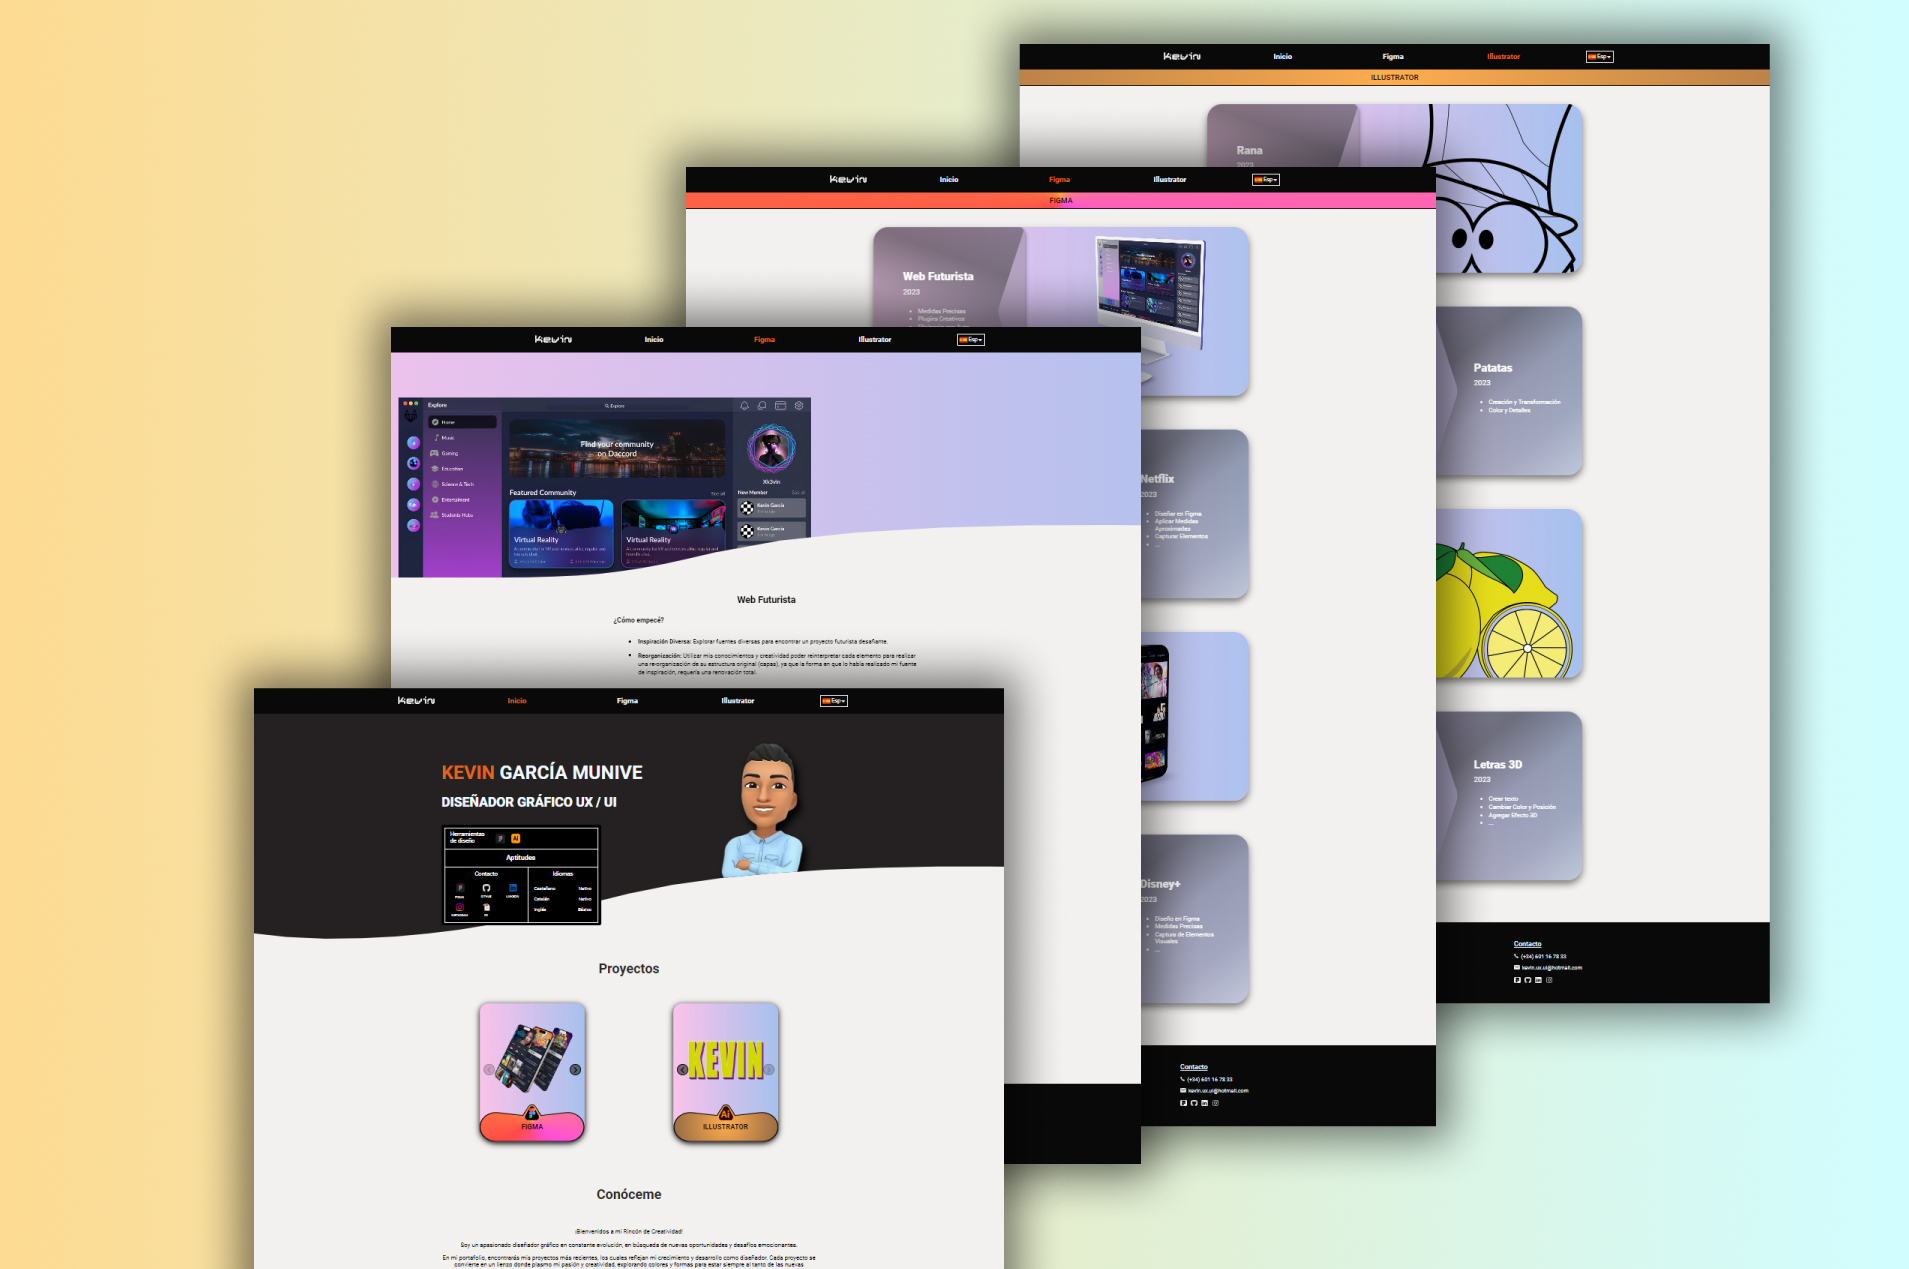 Kevin
Inicio
Figma
Illustrator
Esp
ILLUSTRATOR
Rana
2023
Patatas
2023
Creación y Transformación
Color y Detalles
Letras 3D
2023
Crear texto
Cambiar Color y Posición
Agregar Efecto 3D
...
Contacto
(+34) 601 16 78 33
kevin.ux.ui@hotmail.com
Kevin
Inicio
Figma
Illustrator
Esp
FIGMA
Web Futurista
2023
Medidas Precisas
Plugins Creativos
Netflix
2023
Diseñar en Figma
Aplicar Medidas
Aproximadas
Capturar Elementos
...
Disney+
2023
Diseño en Figma
Medidas Precisas
Captura de Elementos
Visuales
...
Contacto
(+34) 601 16 78 33
kevin.ux.ui@hotmail.com
Kevin
Inicio
Figma
Illustrator
Esp
Explore
Explore
Home
Music
Gaming
Education
Science & Tech
Entertaiment
Students Hubs
Find your community
on Daccord
Featured Community
See all
Virtual Reality
Virtual Reality
Xk3vin
New Member
See all
Kevin García
Kevin García
Web Futurista
¿Cómo empecé?
Inspiración Diversa: Explorar fuentes diversas para encontrar un proyecto futurista desafiante.
Reorganización: Utilizar mis conocimientos y creatividad poder reinterpretar cada elemento para realizar
una reorganización de su estructura original (capas), ya que la forma en que lo había realizado mi fuente
de inspiración, requería una renovación total.
Kevin
Inicio
Figma
Illustrator
Esp
KEVIN GARCÍA MUNIVE
DISEÑADOR GRÁFICO UX / UI
Herramientas
de diseño
Ai
Aptitudes
Contacto
Idiomas
Castellano
Nativo
Catalán
Nativo
Inglés
Básico
Proyectos
FIGMA
KEVIN
Ai
ILLUSTRATOR
Conóceme
¡Bienvenidos a mi Rincón de Creatividad!
Soy un apasionado diseñador gráfico en constante evolución, en búsqueda de nuevas oportunidades y desafíos emocionantes.
En mi portafolio, encontrarás mis proyectos más recientes, los cuales reflejan mi crecimiento y desarrollo como diseñador. Cada proyecto se
convierte en un lienzo donde plasmo mi pasión y creatividad, explorando colores y formas para estar siempre al tanto de las nuevas